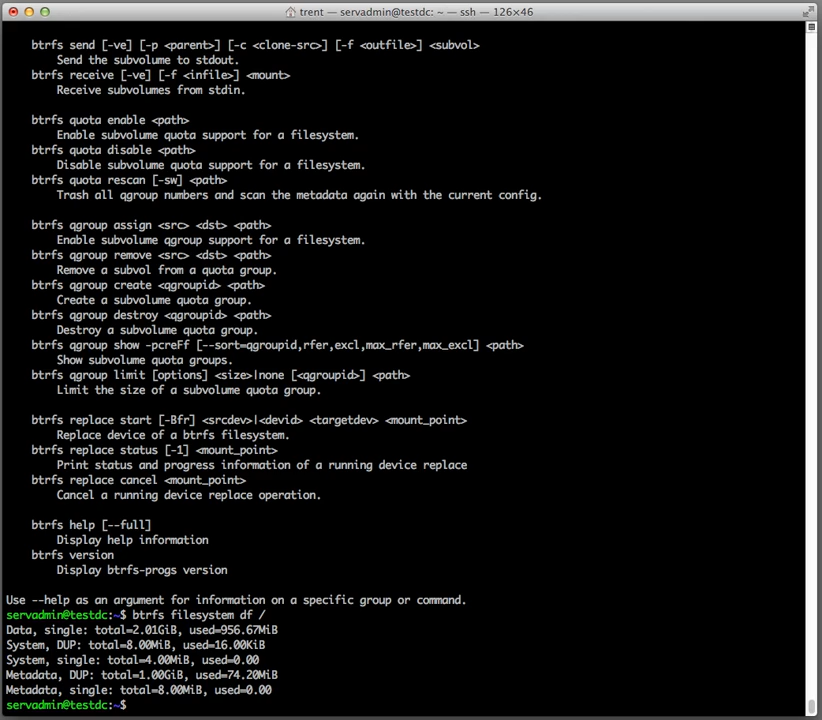 trent — servadmin@testdc: ~ — ssh — 126×46
btrfs send [-ve] [-p <parent>] [-c <clone-src>] [-f <outfile>] <subvol>
Send the subvolume to stdout.
btrfs receive [-ve] [-f <infile>] <mount>
Receive subvolumes from stdin.
btrfs quota enable <path>
Enable subvolume quota support for a filesystem.
btrfs quota disable <path>
Disable subvolume quota support for a filesystem.
btrfs quota rescan [-sw] <path>
Trash all qgroup numbers and scan the metadata again with the current config.
btrfs qgroup assign <src> <dst> <path>
Enable subvolume qgroup support for a filesystem.
btrfs qgroup remove <src> <dst> <path>
Remove a subvol from a quota group.
btrfs qgroup create <qgroupid> <path>
Create a subvolume quota group.
btrfs qgroup destroy <qgroupid> <path>
Destroy a subvolume quota group.
btrfs qgroup show -pcreFf [--sort=qgroupid,rfer,excl,max_rfer,max_excl] <path>
Show subvolume quota groups.
btrfs qgroup limit [options] <size>|none [<qgroupid>] <path>
Limit the size of a subvolume quota group.
btrfs replace start [-Bfr] <srcdev>|<devid> <targetdev> <mount_point>
Replace device of a btrfs filesystem.
btrfs replace status [-1] <mount_point>
Print status and progress information of a running device replace
btrfs replace cancel <mount_point>
Cancel a running device replace operation.
btrfs help [--full]
Display help information
btrfs version
Display btrfs-progs version
Use --help as an argument for information on a specific group or command.
servadmin@testdc:~$ btrfs filesystem df /
Data, single: total=2.01GiB, used=956.67MiB
System, DUP: total=8.00MiB, used=16.00KiB
System, single: total=4.00MiB, used=0.00
Metadata, DUP: total=1.00GiB, used=74.20MiB
Metadata, single: total=8.00MiB, used=0.00
servadmin@testdc:~$